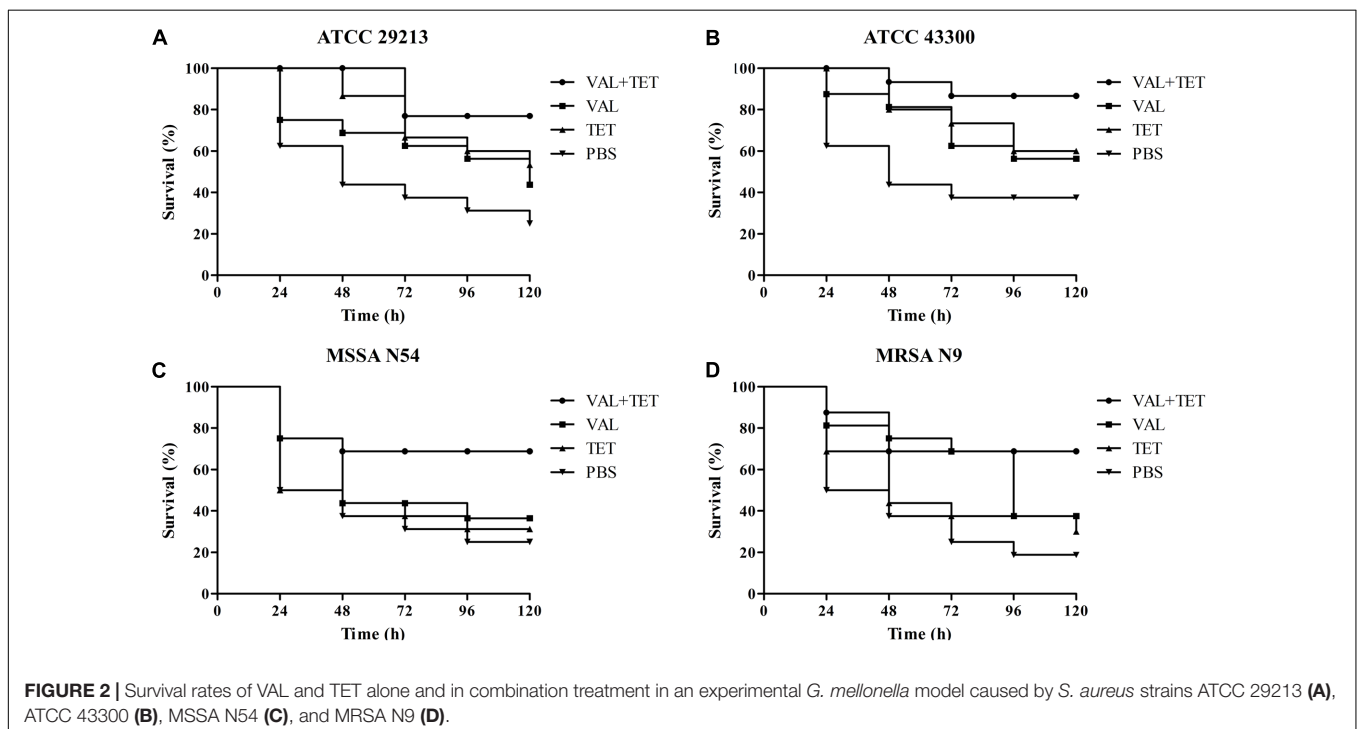 A
ATCC 29213
Survival (%)
100
80
60
40
20
0
0 24 48 72 96 120
Time (h)
VAL+TET
VAL
TET
PBS
B
ATCC 43300
Survival (%)
100
80
60
40
20
0
0 24 48 72 96 120
Time (h)
VAL+TET
VAL
TET
PBS
C
MSSA N54
Survival (%)
100
80
60
40
20
0
0 24 48 72 96 120
Time (h)
VAL+TET
VAL
TET
PBS
D
MRSA N9
Survival (%)
100
80
60
40
20
0
0 24 48 72 96 120
Time (h)
VAL+TET
VAL
TET
PBS
FIGURE 2 | Survival rates of VAL and TET alone and in combination treatment in an experimental G. mellonella model caused by S. aureus strains ATCC 29213 (A),
ATCC 43300 (B), MSSA N54 (C), and MRSA N9 (D).